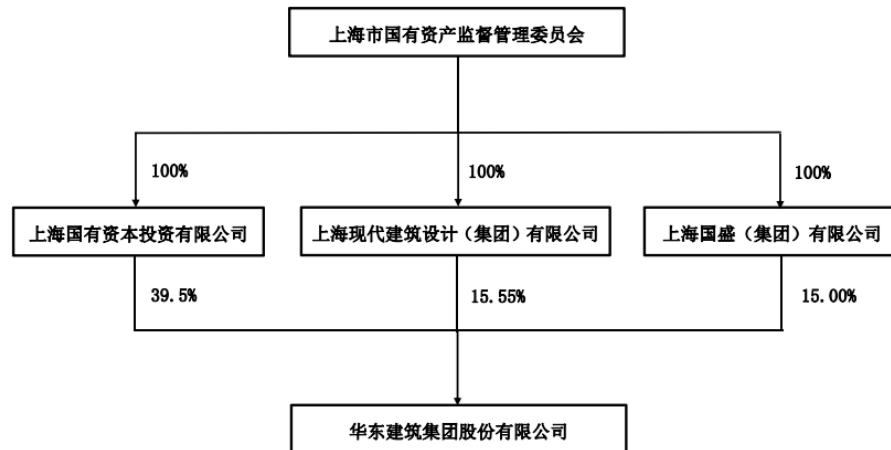 上海市国有资产监督管理委员会
100%
100%
100%
上海国有资本投资有限公司
上海现代建筑设计（集团）有限公司
上海国盛（集团）有限公司
39.5%
15.55%
15.00%
华东建筑集团股份有限公司